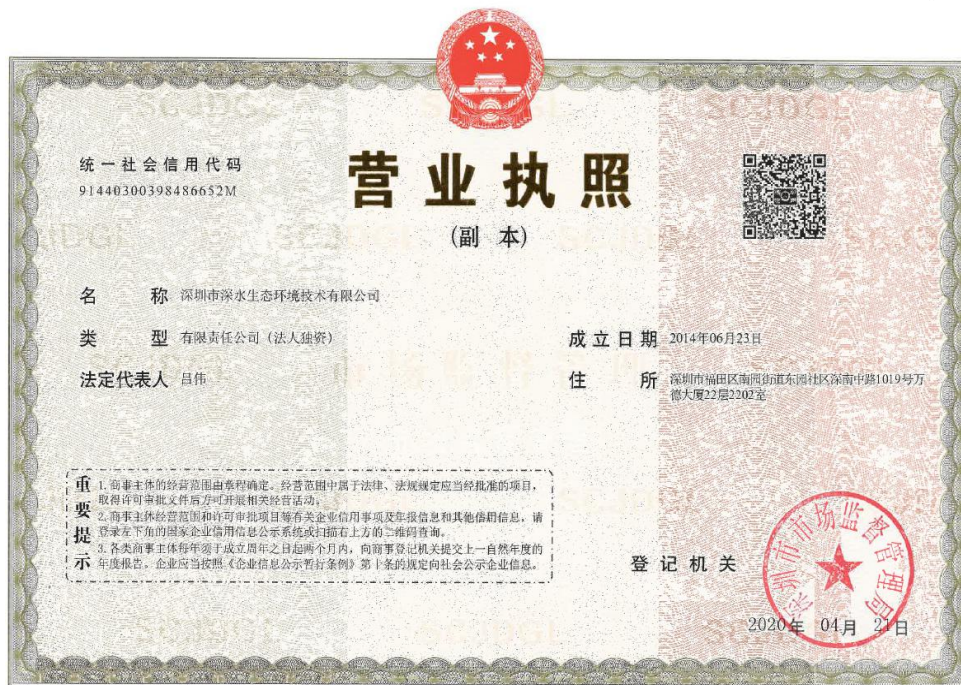 统一社会信用代码
91440300398486652M
营业执照
(副 本)
名 称 深圳市深水生态环境技术有限公司
类 型 有限责任公司（法人独资）
法定代表人 吕伟
成立日期 2014年06月23日
住 所 深圳市福田区南园街道东园社区深南中路1019号万
德大厦22层2202室
重要提示
1. 商事主体的经营范围由章程确定。经营范围中属于法律、法规规定应当经批准的项目，
取得许可审批文件后方可开展相关经营活动。
2. 商事主体经营范围和许可审批项目等有关企业信用事项及年报信息和其他信用信息，请
登录左下角的国家企业信用信息公示系统或扫描右上方的二维码查询。
3. 各类商事主体每年须于成立周年之日起两个月内，向商事登记机关提交上一自然年度的
年度报告。企业应当按照《企业信息公示暂行条例》第十条的规定向社会公示企业信息。
登记机关
深圳市市场监督管理局
2020年 04月 21日